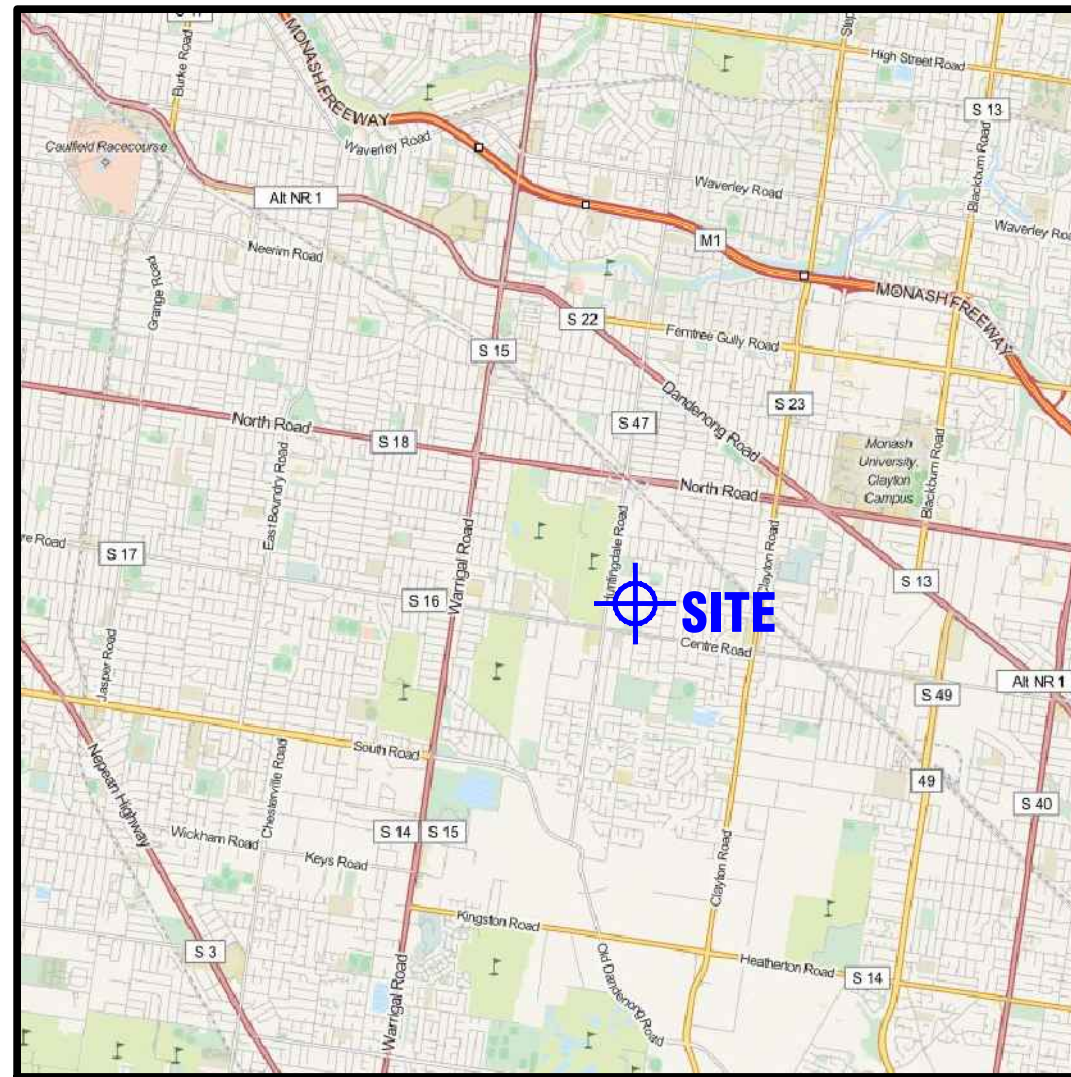 MONASH FREEWAY
Burke Road
High Street Road
S 13
Caulfield Racecourse
Waverley Road
Blackburn Road
Alt NR 1
Waverley Road
M1
Neerim Road
Grange Road
MONASH FREEWAY
S 22
Ferntree Gully Road
S 15
Dandenong Road
S 23
North Road
S 18
S 47
East Boundry Road
Monash
University,
Clayton
Campus
Blackburn Road
North Road
Huntingdale Road
Warrigal Road
Clayton Road
S 17
S 13
S 16
SITE
Centre Road
Jasper Road
Alt NR 1
S 49
South Road
Nepean Highway
Chesterville Road
49
S 40
Wickham Road
S 14
S 15
Keys Road
Clayton Road
Kingston Road
S 3
Heatherton Road
S 14
Old Dandenong Road
Warrigal Road